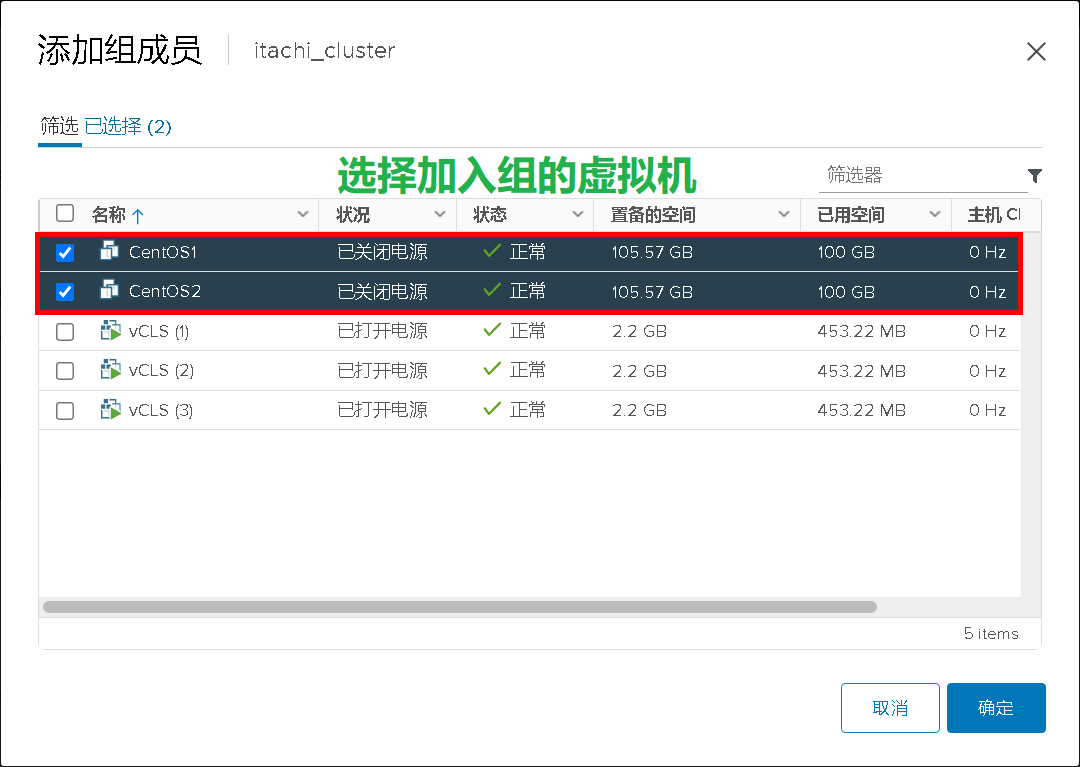 添加组成员 itachi_cluster
筛选 已选择 (2)
选择加入组的虚拟机
筛选器
名称 状况 状态 置备的空间 已用空间 主机
CentOS1 已关闭电源 正常 105.57 GB 100 GB 0 Hz
CentOS2 已关闭电源 正常 105.57 GB 100 GB 0 Hz
vCLS (1) 已打开电源 正常 2.2 GB 453.22 MB 0 Hz
vCLS (2) 已打开电源 正常 2.2 GB 453.22 MB 0 Hz
vCLS (3) 已打开电源 正常 2.2 GB 453.22 MB 0 Hz
5 items
取消 确定